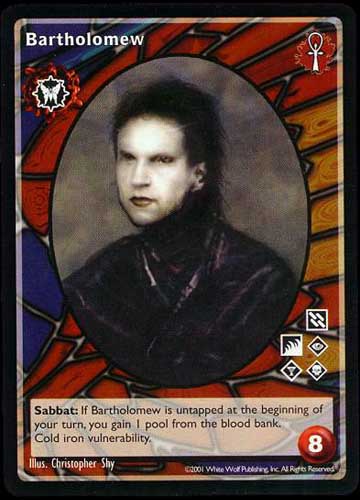 Bartholomew
Sabbat: If Bartholomew is untapped at the beginning of
your turn, you gain 1 pool from the blood bank.
Cold iron vulnerability.
8
Illus. Christopher Shy
©2001 White Wolf Publishing, Inc. All Rights Reserved.